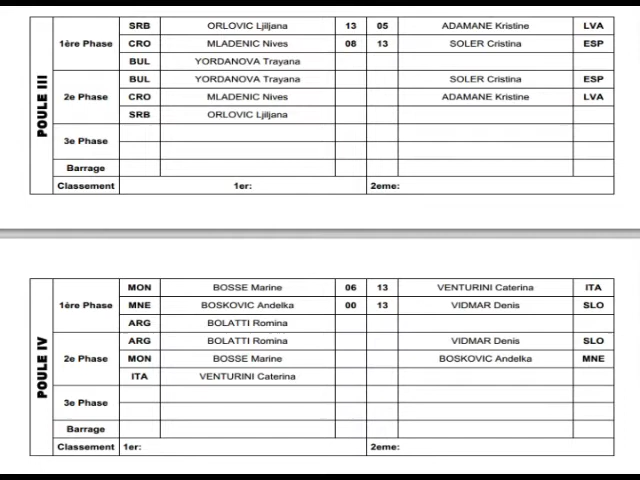 POULE III
1ère Phase
SRB ORLOVIC Ljiljana 13 05 ADAMANE Kristine LVA
CRO MLADENIC Nives 08 13 SOLER Cristina ESP
BUL YORDANOVA Trayana
2e Phase
BUL YORDANOVA Trayana SOLER Cristina ESP
CRO MLADENIC Nives ADAMANE Kristine LVA
SRB ORLOVIC Ljiljana
3e Phase
Barrage
Classement 1er: 2eme:
POULE IV
1ère Phase
MON BOSSE Marine 06 13 VENTURINI Caterina ITA
MNE BOSKOVIC Andelka 00 13 VIDMAR Denis SLO
ARG BOLATTI Romina
2e Phase
ARG BOLATTI Romina VIDMAR Denis SLO
MON BOSSE Marine BOSKOVIC Andelka MNE
ITA VENTURINI Caterina
3e Phase
Barrage
Classement 1er: 2eme: